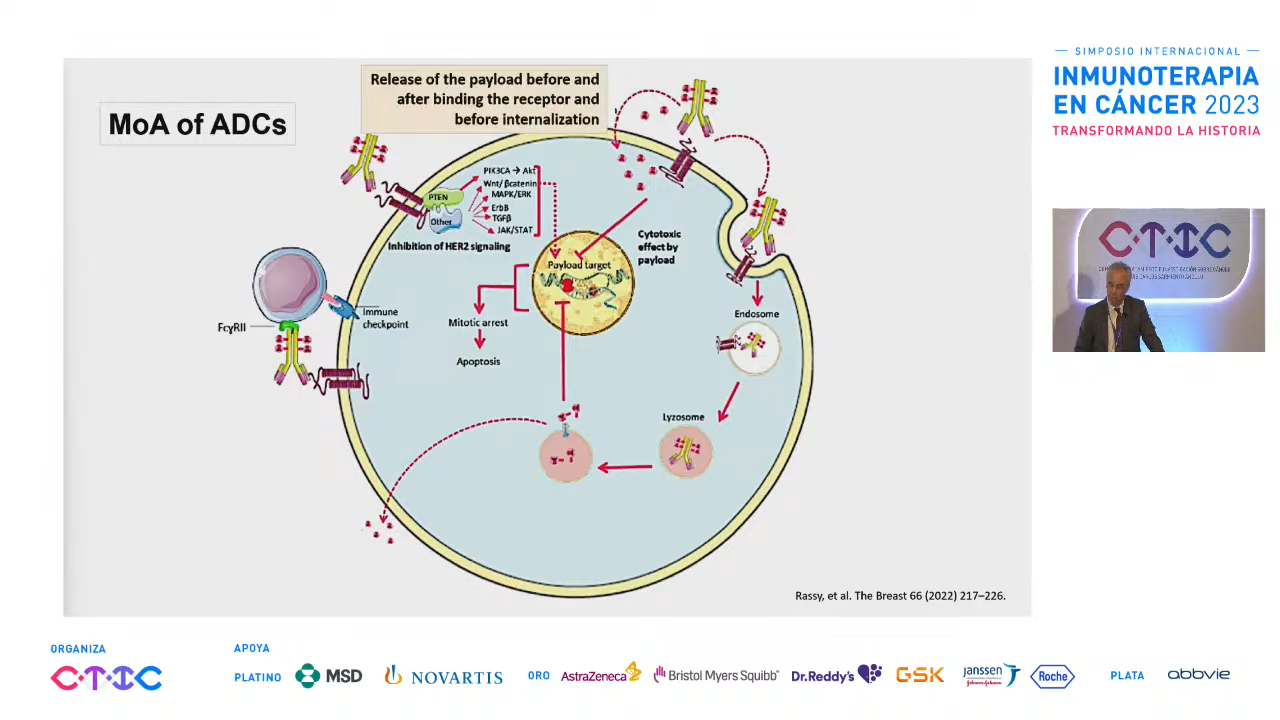 SIMPOSIO INTERNACIONAL
INMUNOTERAPIA
EN CÁNCER 2023
TRANSFORMANDO LA HISTORIA
MoA of ADCs
Release of the payload before and
after binding the receptor and
before internalization
PTEN
Other
PIK3CA → Akt
Wnt/ βcatenin
MAPK/ERK
ErbB
TGFβ
JAK/STAT
Inhibition of HER2 signaling
Cytotoxic
effect by
payload
Payload target
Mitotic arrest
Apoptosis
Immune
checkpoint
FcγRII
Endosome
Lyzosome
Rassy, et al. The Breast 66 (2022) 217–226.
CTIC
ORGANIZA
CTIC
APOYA
PLATINO
MSD
NOVARTIS
ORO
AstraZeneca
Bristol Myers Squibb
Dr.Reddy's
GSK
Janssen
Johnson&Johnson
Roche
PLATA
abbvie